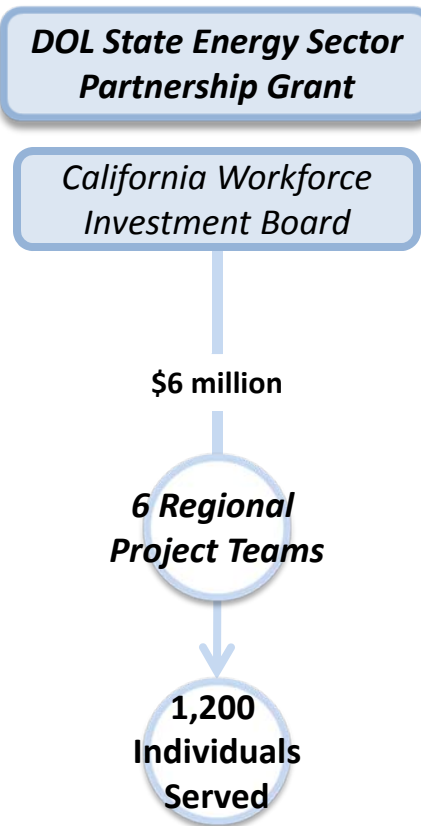 DOL State Energy Sector
Partnership Grant
California Workforce
Investment Board
$6 million
6 Regional
Project Teams
1,200
Individuals
Served